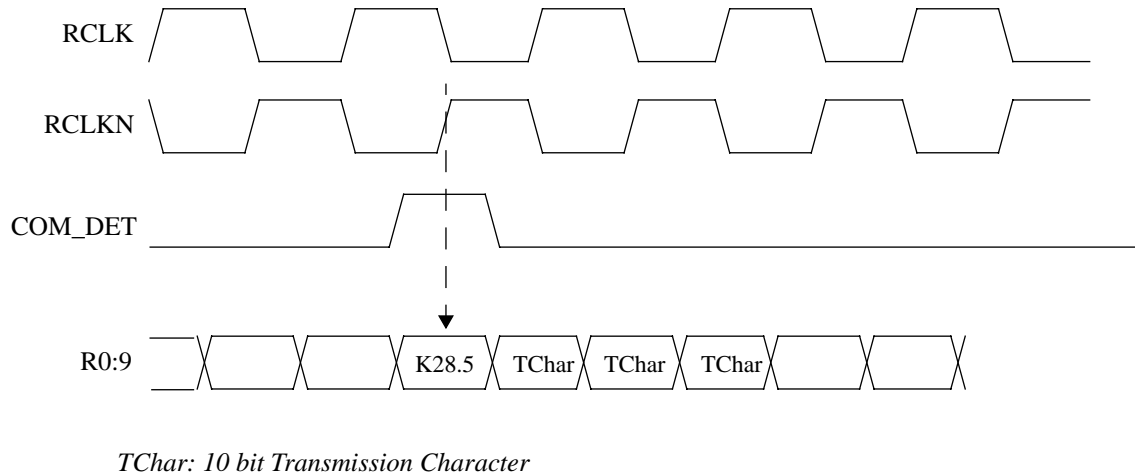 RCLK
RCLKN
COM_DET
R0:9
K28.5 TChar TChar TChar
TChar: 10 bit Transmission Character